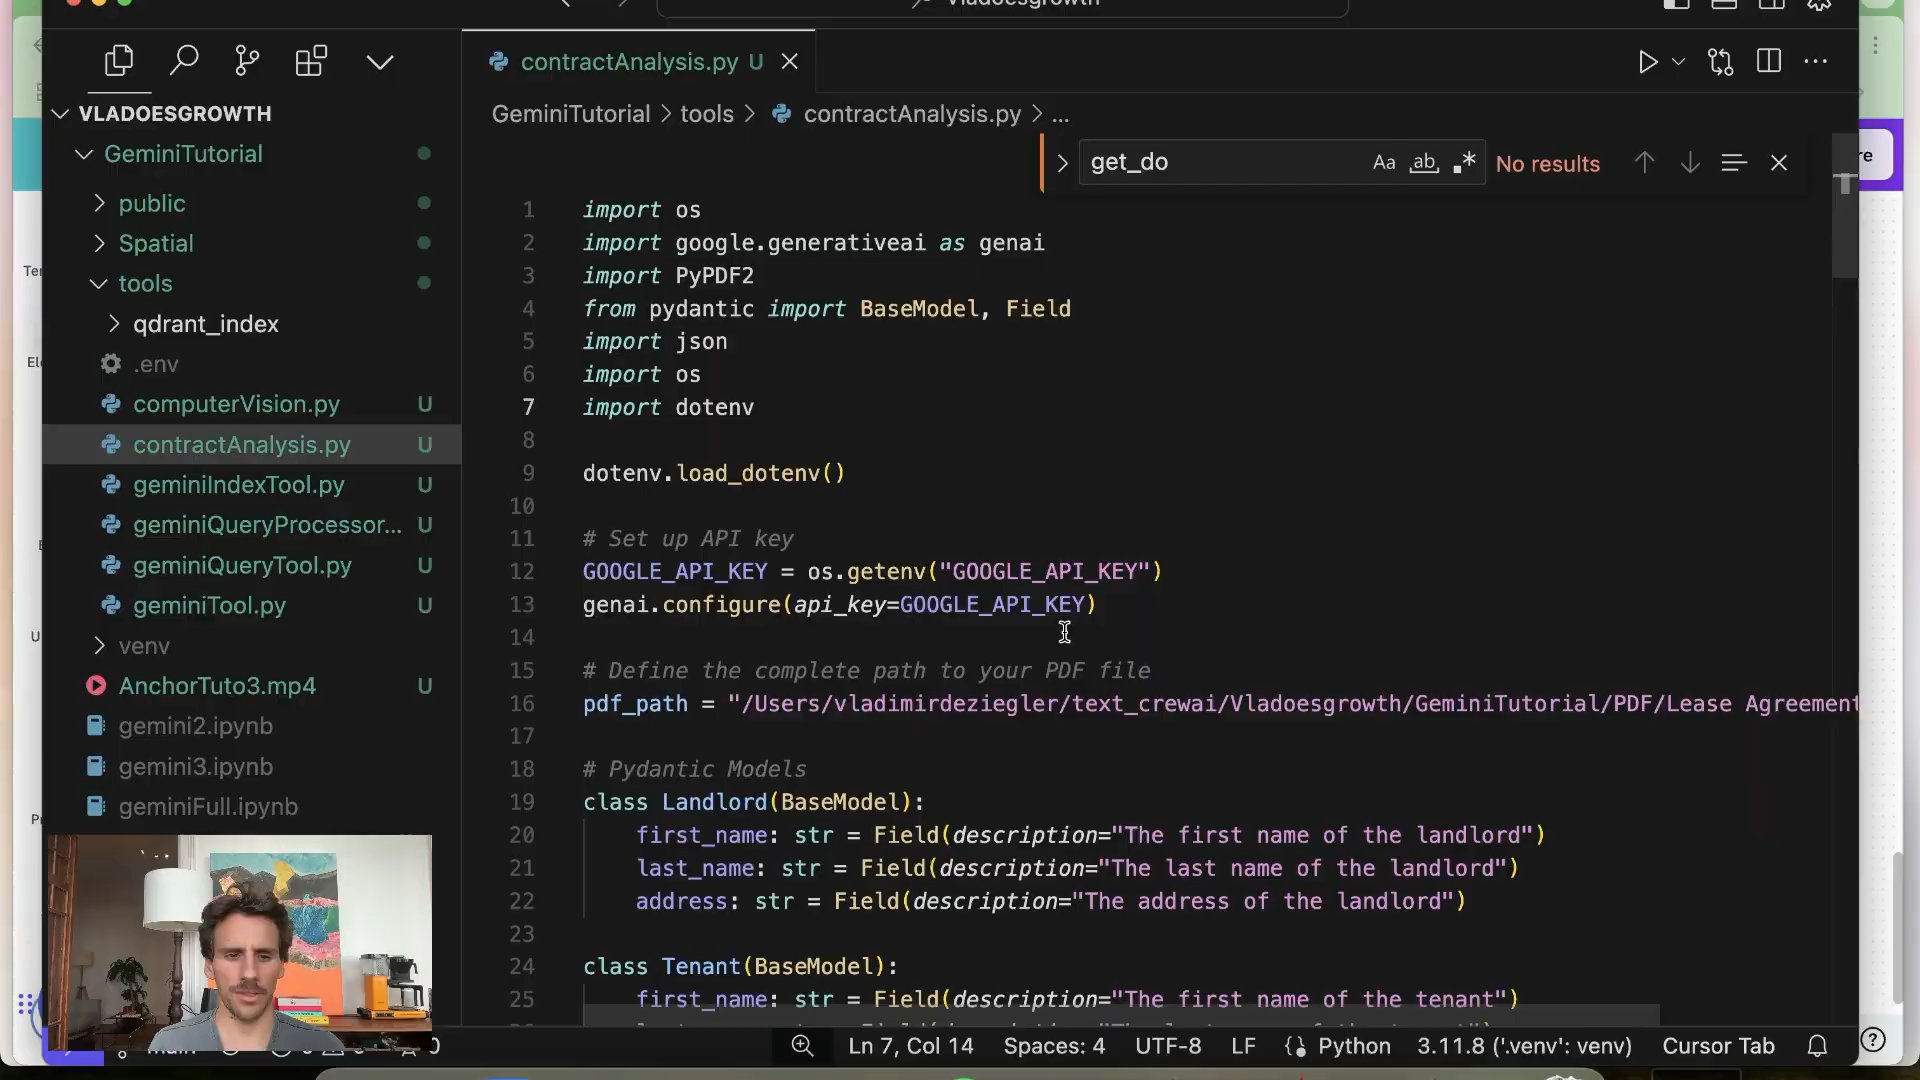 Vladoesgrowth
VLADOESGROWTH
GeminiTutorial
public
Spatial
tools
qdrant_index
.env
computerVision.py U
contractAnalysis.py U
geminiIndexTool.py U
geminiQueryProcessor... U
geminiQueryTool.py U
geminiTool.py U
venv
AnchorTuto3.mp4 U
gemini2.ipynb
gemini3.ipynb
geminiFull.ipynb
contractAnalysis.py U
GeminiTutorial > tools > contractAnalysis.py > ...
get_do Aa ab No results
1 import os
2 import google.generativeai as genai
3 import PyPDF2
4 from pydantic import BaseModel, Field
5 import json
6 import os
7 import dotenv
8
9 dotenv.load_dotenv()
10
11 # Set up API key
12 GOOGLE_API_KEY = os.getenv("GOOGLE_API_KEY")
13 genai.configure(api_key=GOOGLE_API_KEY)
14
15 # Define the complete path to your PDF file
16 pdf_path = "/Users/vladimirdeziegler/text_crewai/Vladoesgrowth/GeminiTutorial/PDF/Lease Agreement
17
18 # Pydantic Models
19 class Landlord(BaseModel):
20 first_name: str = Field(description="The first name of the landlord")
21 last_name: str = Field(description="The last name of the landlord")
22 address: str = Field(description="The address of the landlord")
23
24 class Tenant(BaseModel):
25 first_name: str = Field(description="The first name of the tenant")
Ln 7, Col 14 Spaces: 4 UTF-8 LF Python 3.11.8 ('.venv': venv) Cursor Tab